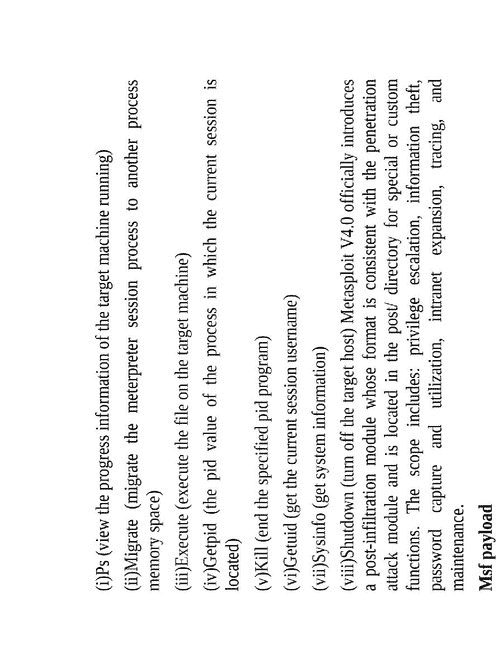 (i)Ps (view the progress information of the target machine running)
(ii)Migrate (migrate the meterpreter session process to another process
memory space)
(iii)Execute (execute the file on the target machine)
(iv)Getpid (the pid value of the process in which the current session is
located)
(v)Kill (end the specified pid program)
(vi)Getuid (get the current session username)
(vii)Sysinfo (get system information)
(viii)Shutdown (turn off the target host) Metasploit V4.0 officially introduces
a post-infiltration module whose format is consistent with the penetration
attack module and is located in the post/ directory for special or custom
functions. The scope includes: privilege escalation, information theft,
password capture and utilization, intranet expansion, tracing, and
maintenance.
Msf payload